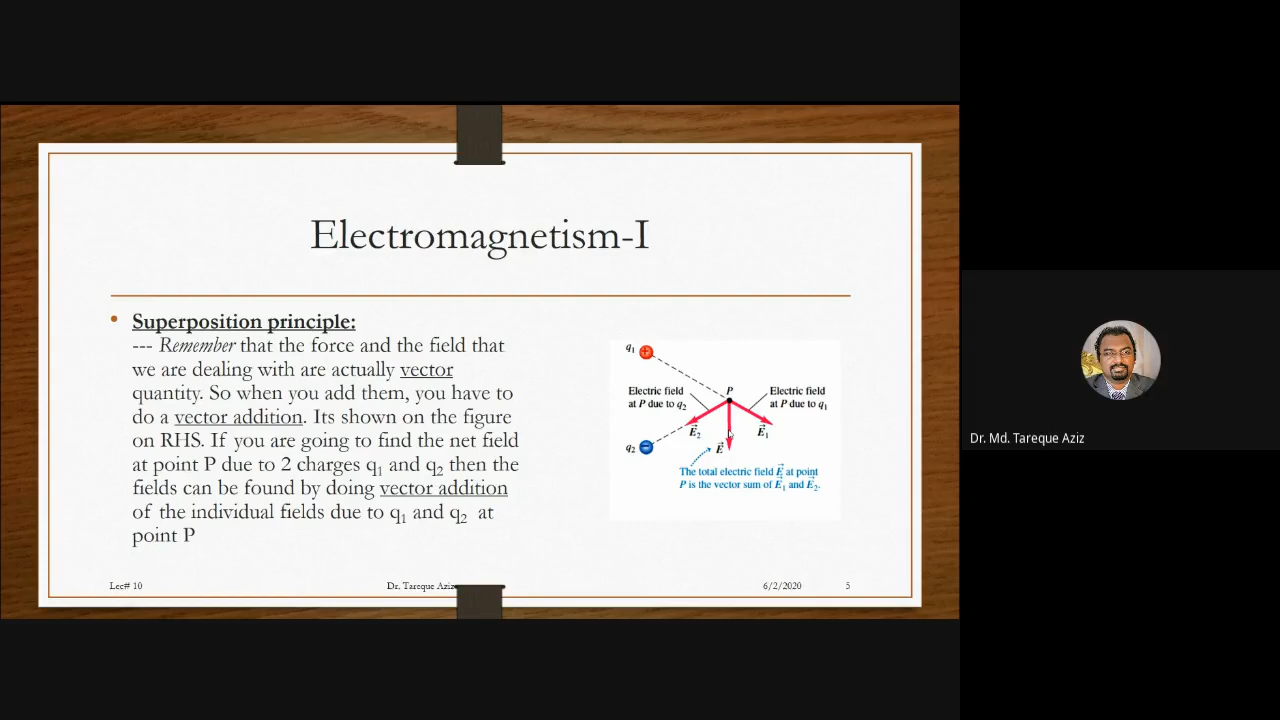 Electromagnetism-I
• Superposition principle:
--- Remember that the force and the field that
we are dealing with are actually vector
quantity. So when you add them, you have to
do a vector addition. Its shown on the figure
on RHS. If you are going to find the net field
at point P due to 2 charges q₁ and q₂ then the
fields can be found by doing vector addition
of the individual fields due to q₁ and q₂ at
point P
q₁
+
P
Electric field
at P due to q₂
Electric field
at P due to q₁
E⃗₂
E⃗₁
q₂
−
E⃗
The total electric field E⃗ at point
P is the vector sum of E⃗₁ and E⃗₂.
Lec# 10
Dr. Tareque Aziz
6/2/2020
5
Dr. Md. Tareque Aziz